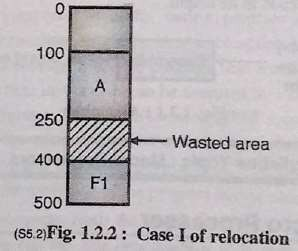 0
100
A
250
Wasted area
400
F1
500
(S5.2)Fig. 1.2.2 : Case I of relocation